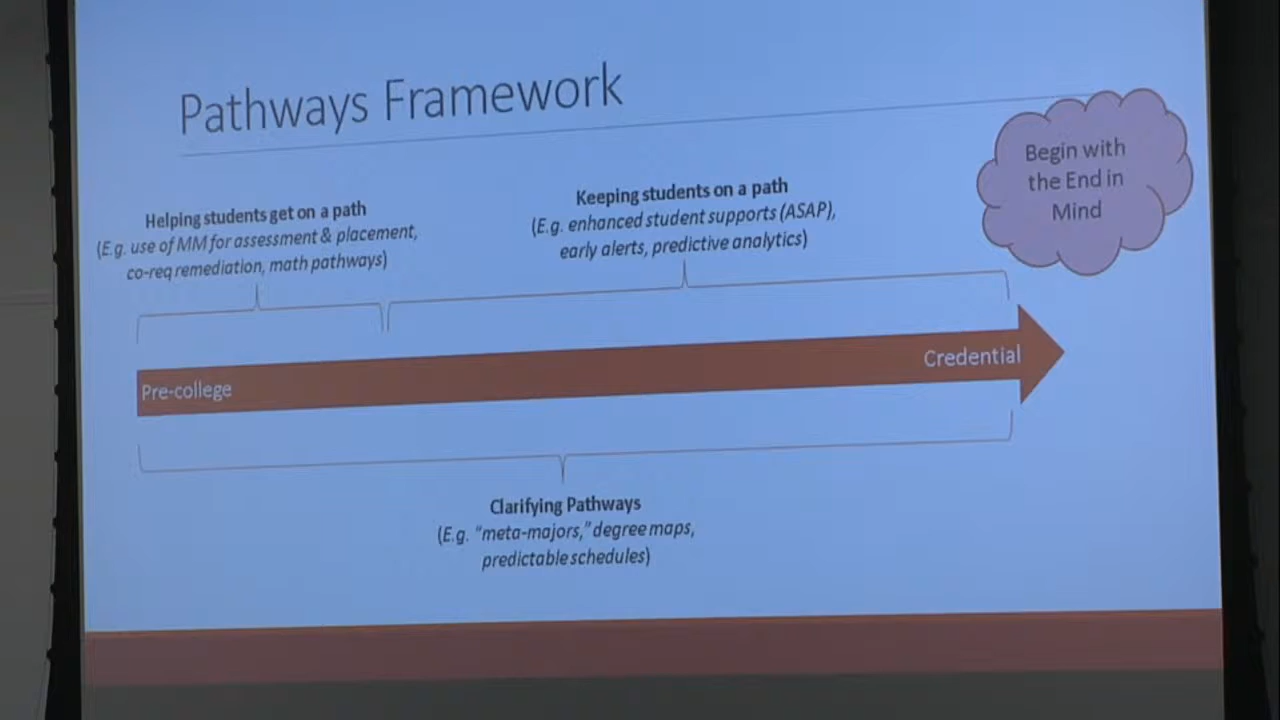 Pathways Framework
Begin with
the End in
Mind
Helping students get on a path
(E.g. use of MM for assessment & placement,
co-req remediation, math pathways)
Keeping students on a path
(E.g. enhanced student supports (ASAP),
early alerts, predictive analytics)
Pre-college
Credential
Clarifying Pathways
(E.g. “meta-majors,” degree maps,
predictable schedules)